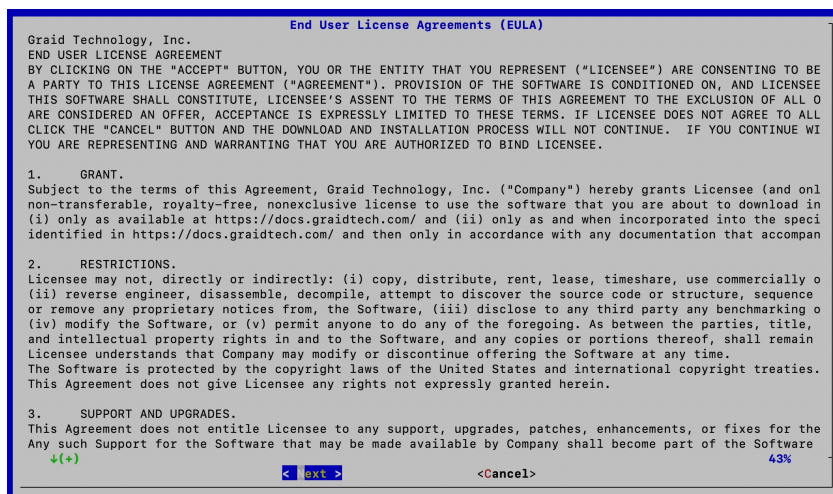 End User License Agreements (EULA)
Graid Technology, Inc.
END USER LICENSE AGREEMENT
BY CLICKING ON THE "ACCEPT" BUTTON, YOU OR THE ENTITY THAT YOU REPRESENT (“LICENSEE”) ARE CONSENTING TO BE
A PARTY TO THIS LICENSE AGREEMENT ("AGREEMENT"). PROVISION OF THE SOFTWARE IS CONDITIONED ON, AND LICENSEE
THIS SOFTWARE SHALL CONSTITUTE, LICENSEE’S ASSENT TO THE TERMS OF THIS AGREEMENT TO THE EXCLUSION OF ALL O
ARE CONSIDERED AN OFFER, ACCEPTANCE IS EXPRESSLY LIMITED TO THESE TERMS. IF LICENSEE DOES NOT AGREE TO ALL
CLICK THE "CANCEL" BUTTON AND THE DOWNLOAD AND INSTALLATION PROCESS WILL NOT CONTINUE.  IF YOU CONTINUE WI
YOU ARE REPRESENTING AND WARRANTING THAT YOU ARE AUTHORIZED TO BIND LICENSEE.
1.      GRANT.
Subject to the terms of this Agreement, Graid Technology, Inc. ("Company") hereby grants Licensee (and onl
non-transferable, royalty-free, nonexclusive license to use the software that you are about to download in
(i) only as available at https://docs.graidtech.com/ and (ii) only as and when incorporated into the speci
identified in https://docs.graidtech.com/ and then only in accordance with any documentation that accompan
2.      RESTRICTIONS.
Licensee may not, directly or indirectly: (i) copy, distribute, rent, lease, timeshare, use commercially o
(ii) reverse engineer, disassemble, decompile, attempt to discover the source code or structure, sequence
or remove any proprietary notices from, the Software, (iii) disclose to any third party any benchmarking o
(iv) modify the Software, or (v) permit anyone to do any of the foregoing. As between the parties, title,
and intellectual property rights in and to the Software, and any copies or portions thereof, shall remain
Licensee understands that Company may modify or discontinue offering the Software at any time.
The Software is protected by the copyright laws of the United States and international copyright treaties.
This Agreement does not give Licensee any rights not expressly granted herein.
3.      SUPPORT AND UPGRADES.
This Agreement does not entitle Licensee to any support, upgrades, patches, enhancements, or fixes for the
Any such Support for the Software that may be made available by Company shall become part of the Software
↓(+) 43%
< Next > <Cancel>